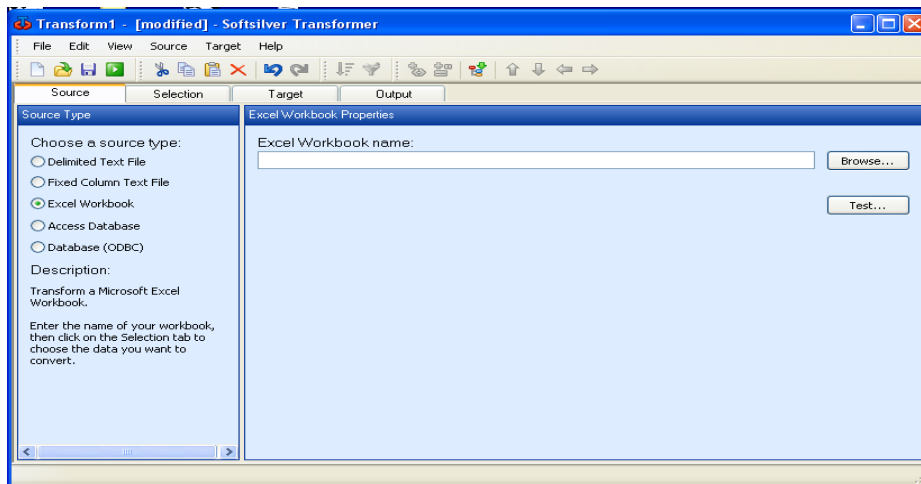 Transform1 - [modified] - Softsilver Transformer
File Edit View Source Target Help
Source Selection Target Output
Source Type
Choose a source type:
Delimited Text File
Fixed Column Text File
Excel Workbook
Access Database
Database (ODBC)
Description:
Transform a Microsoft Excel
Workbook.
Enter the name of your workbook,
then click on the Selection tab to
choose the data you want to
convert.
Excel Workbook Properties
Excel Workbook name:
Browse...
Test...